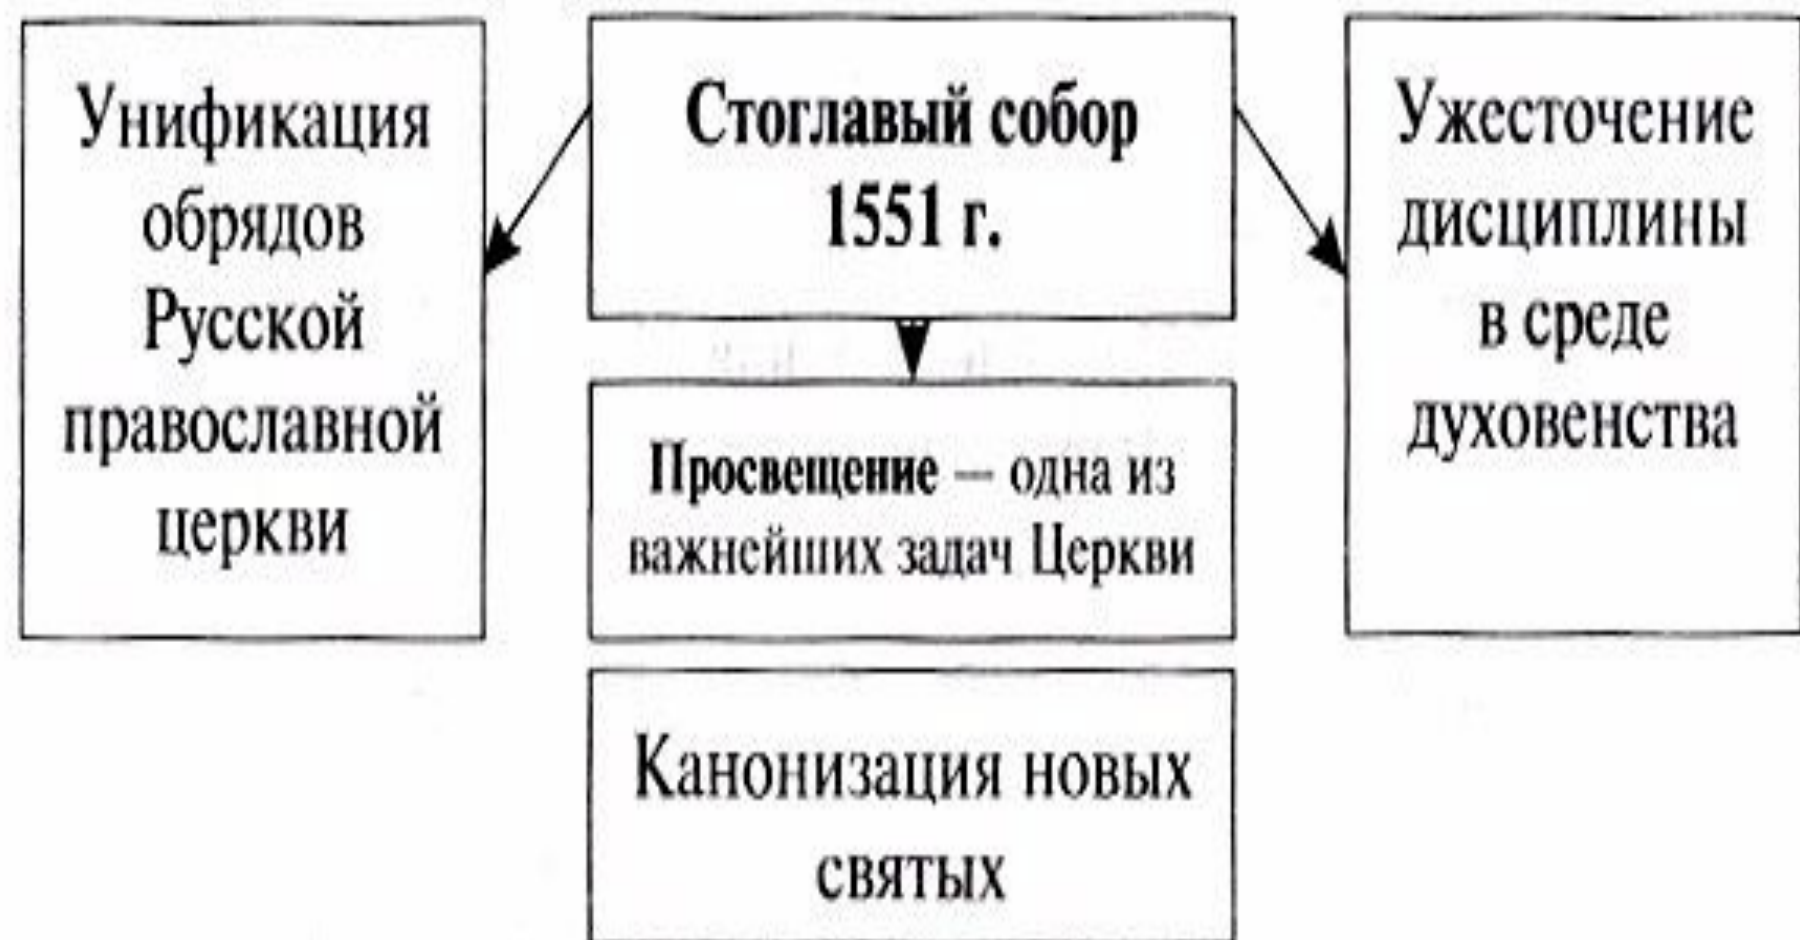 Унификация
обрядов
Русской
православной
церкви
Стоглавый собор
1551 г.
Просвещение — одна из
важнейших задач Церкви
Канонизация новых
святых
Ужесточение
дисциплины
в среде
духовенства